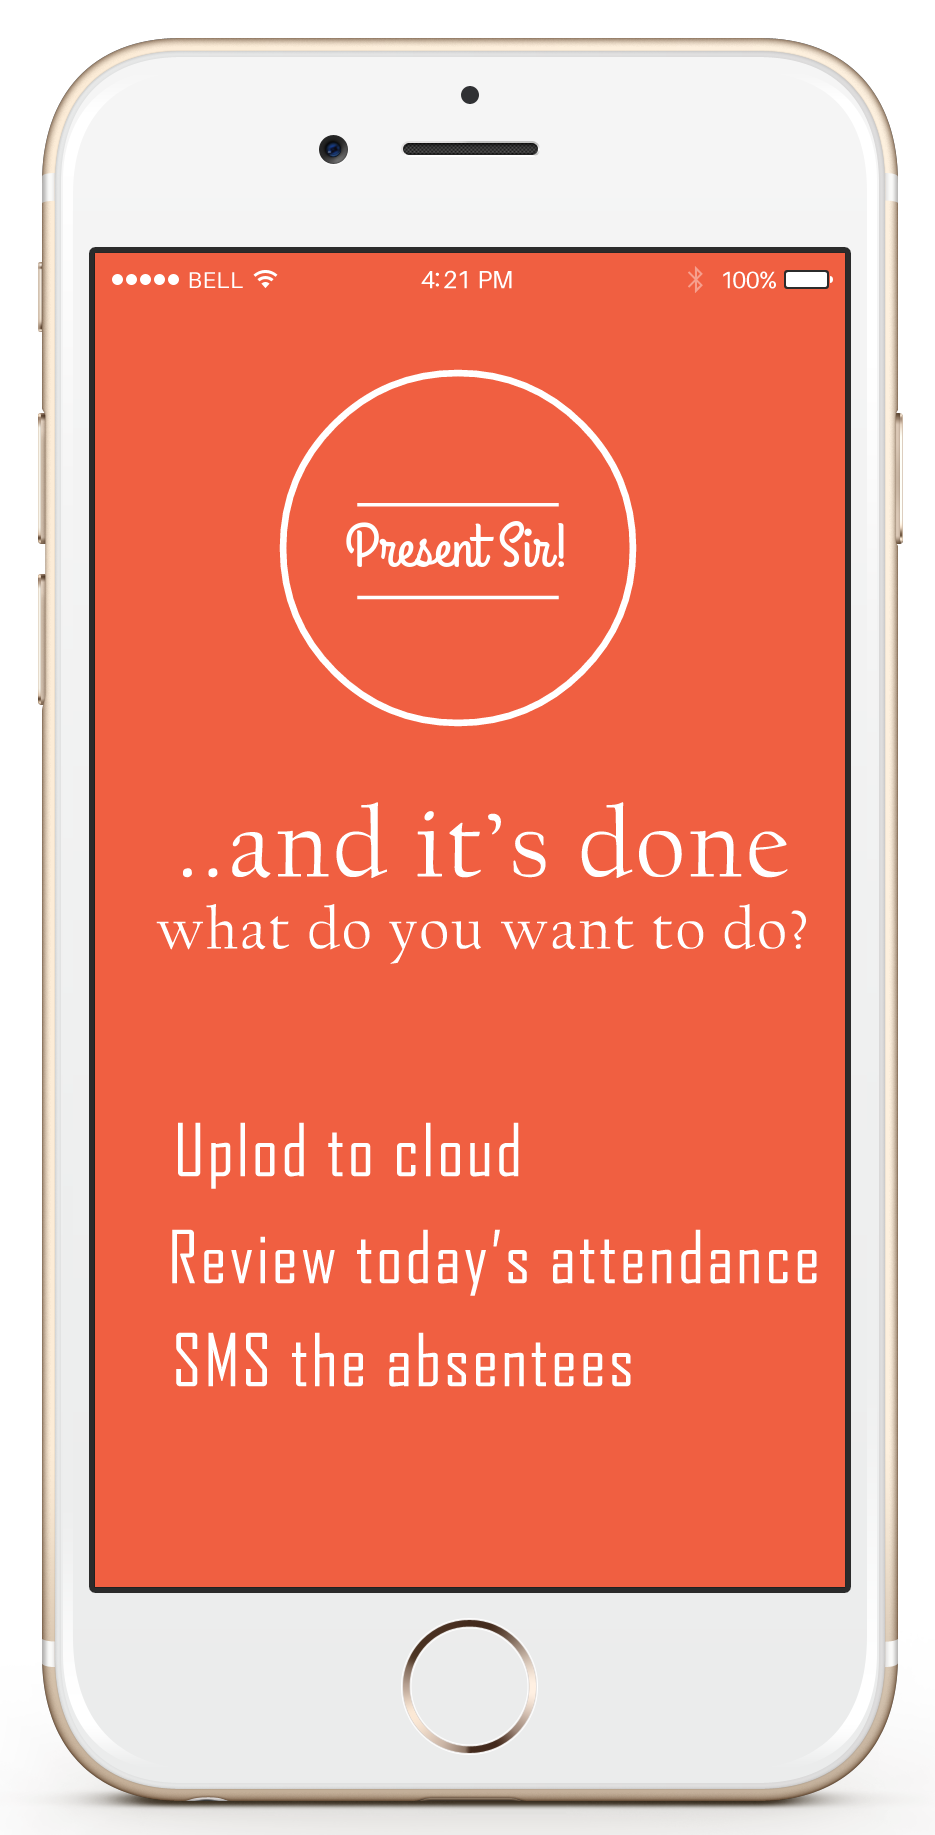 BELL 4:21 PM 100%
Present Sir!
..and it’s done
what do you want to do?
Uplod to cloud
Review today’s attendance
SMS the absentees